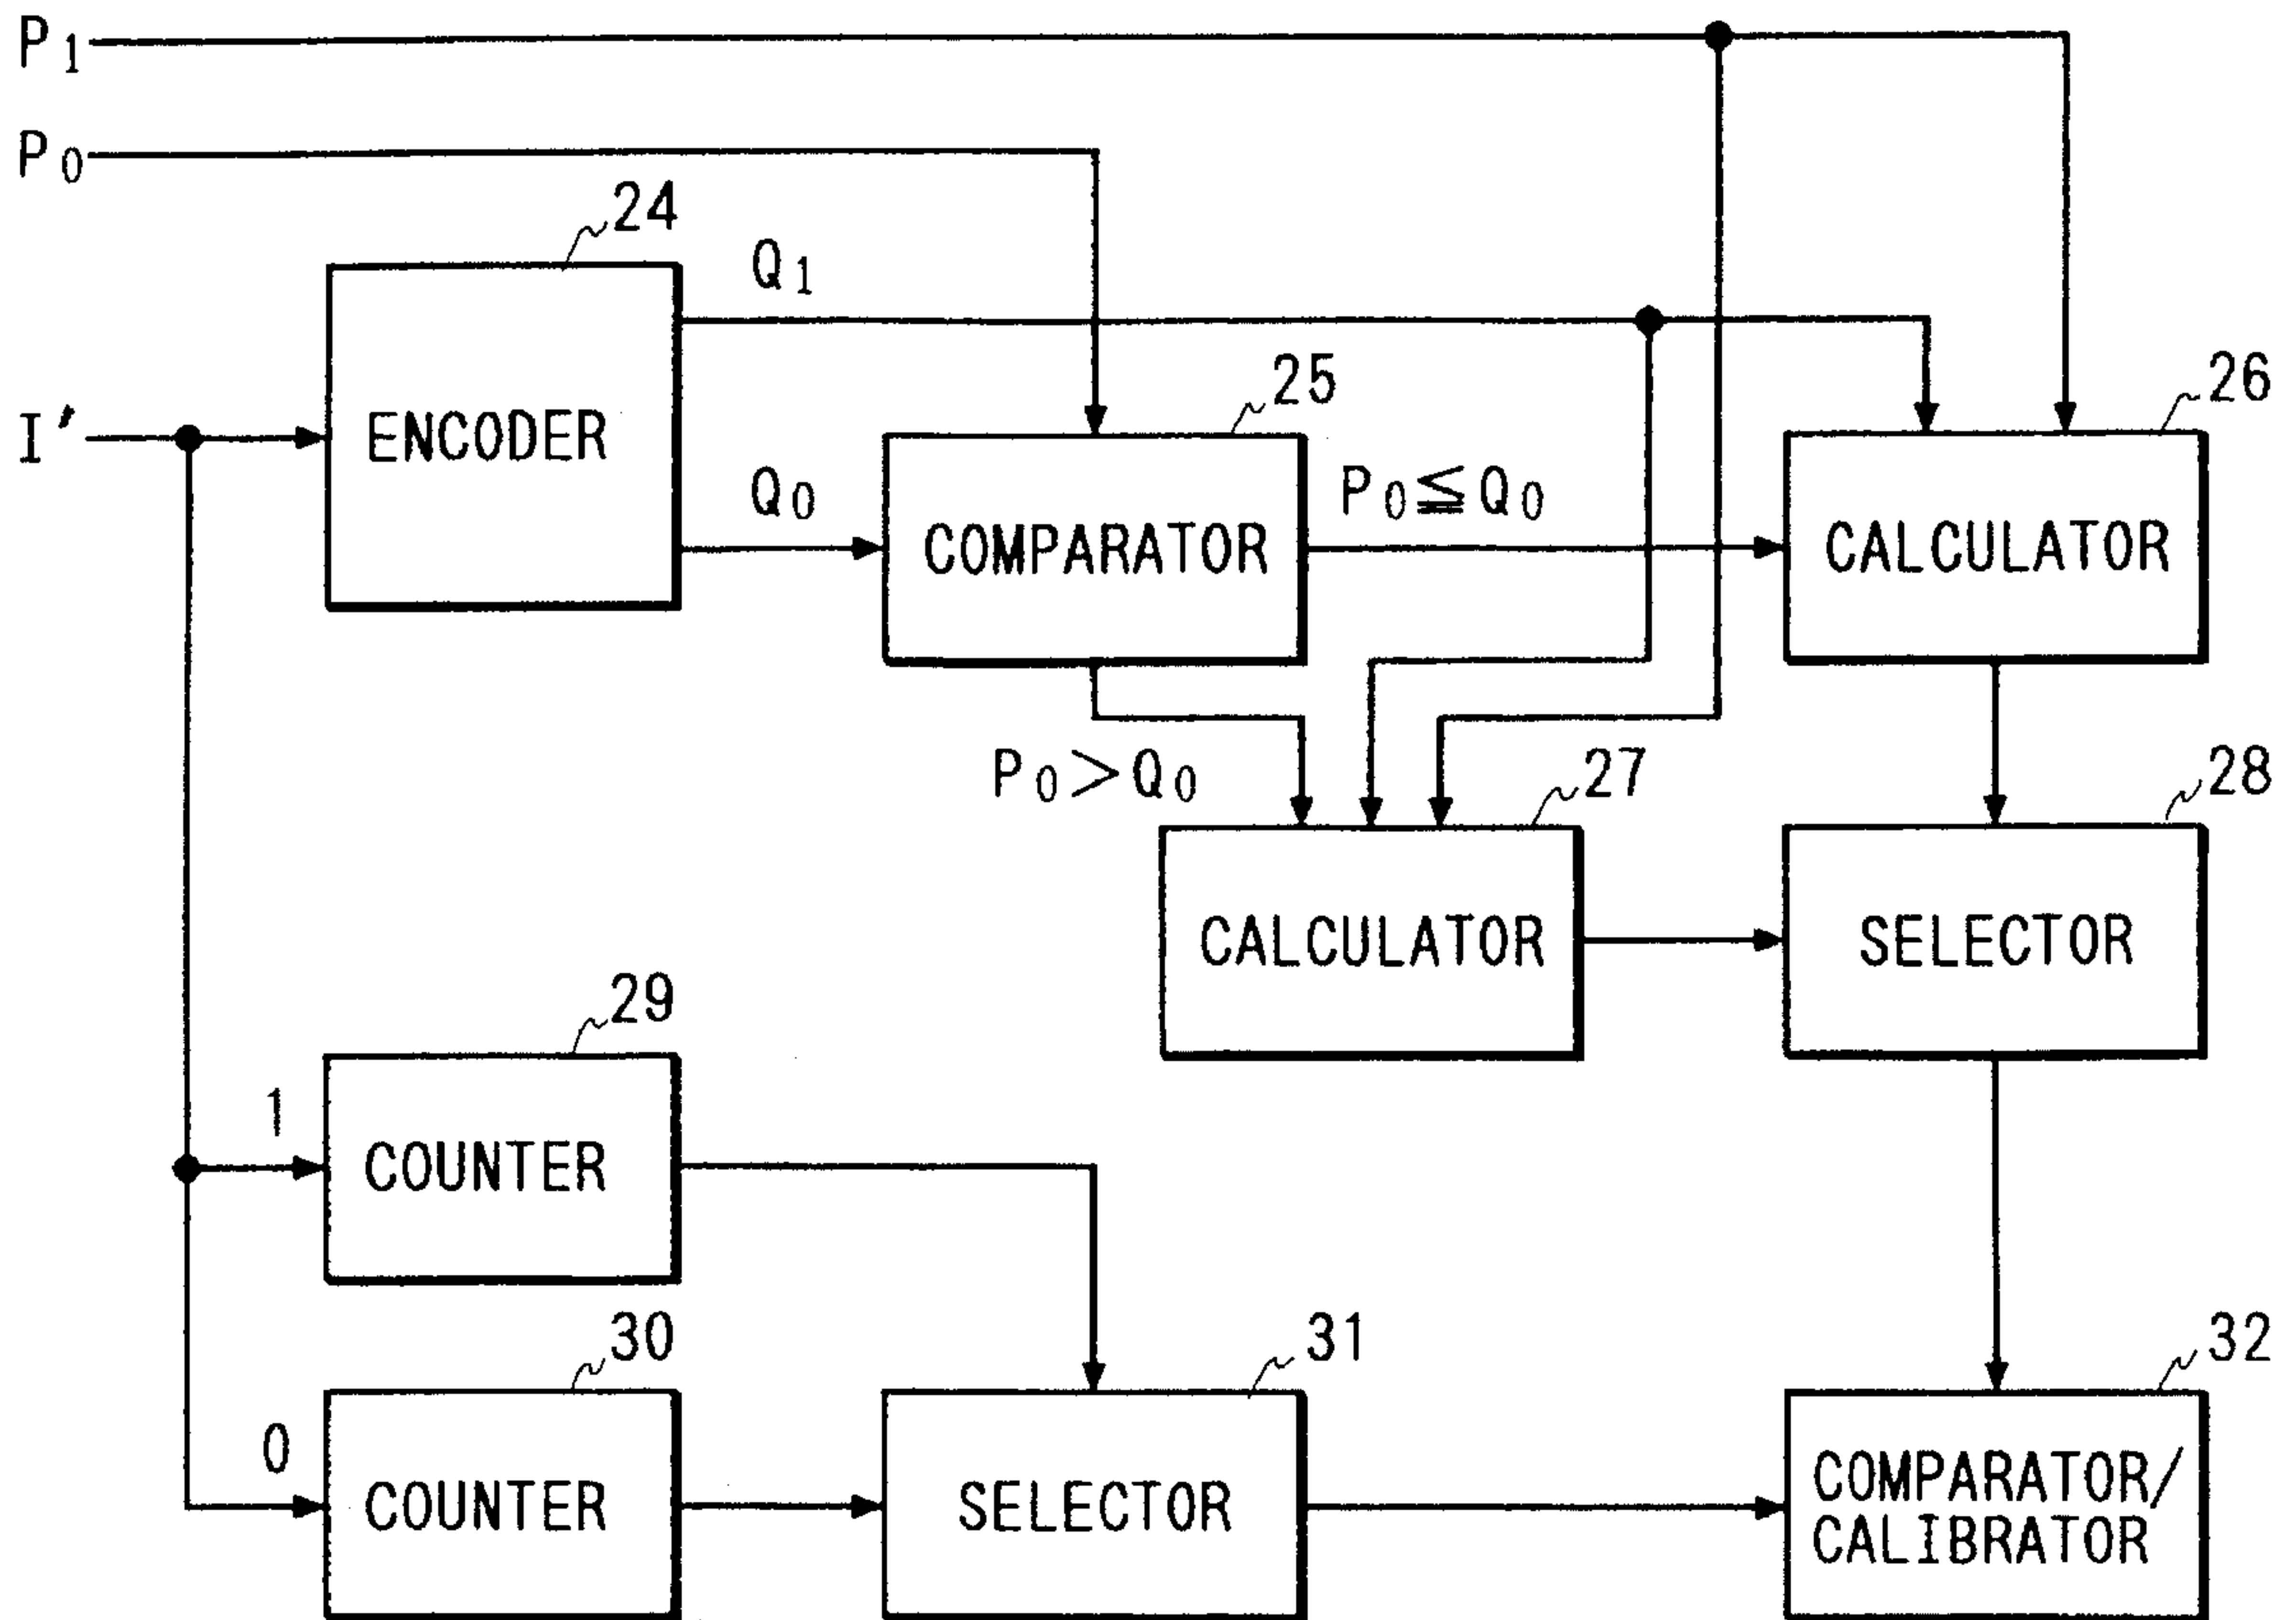 P1
P0
24
Q1
I'
ENCODER
25
26
Q0
COMPARATOR
P0≦Q0
CALCULATOR
P0>Q0
27
28
CALCULATOR
SELECTOR
29
1
COUNTER
30
31
32
0
COUNTER
SELECTOR
COMPARATOR/
CALIBRATOR